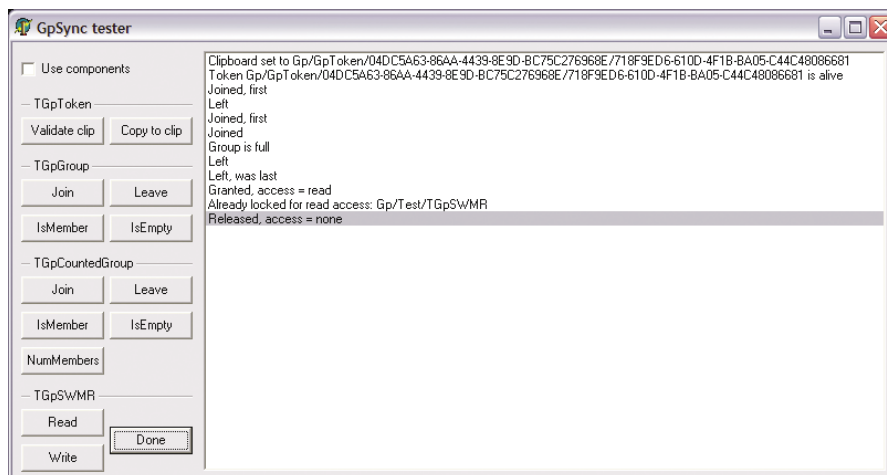 GpSync tester
Use components
TGpToken
Validate clip
Copy to clip
TGpGroup
Join
Leave
IsMember
IsEmpty
TGpCountedGroup
Join
Leave
IsMember
IsEmpty
NumMembers
TGpSWMR
Read
Done
Write
Clipboard set to Gp/GpToken/04DC5A63-86AA-4439-8E9D-BC75C276968E/718F9ED6-610D-4F1B-BA05-C44C48086681
Token Gp/GpToken/04DC5A63-86AA-4439-8E9D-BC75C276968E/718F9ED6-610D-4F1B-BA05-C44C48086681 is alive
Joined, first
Left
Joined, first
Joined
Group is full
Left
Left, was last
Granted, access = read
Already locked for read access: Gp/Test/TGpSWMR
Released, access = none